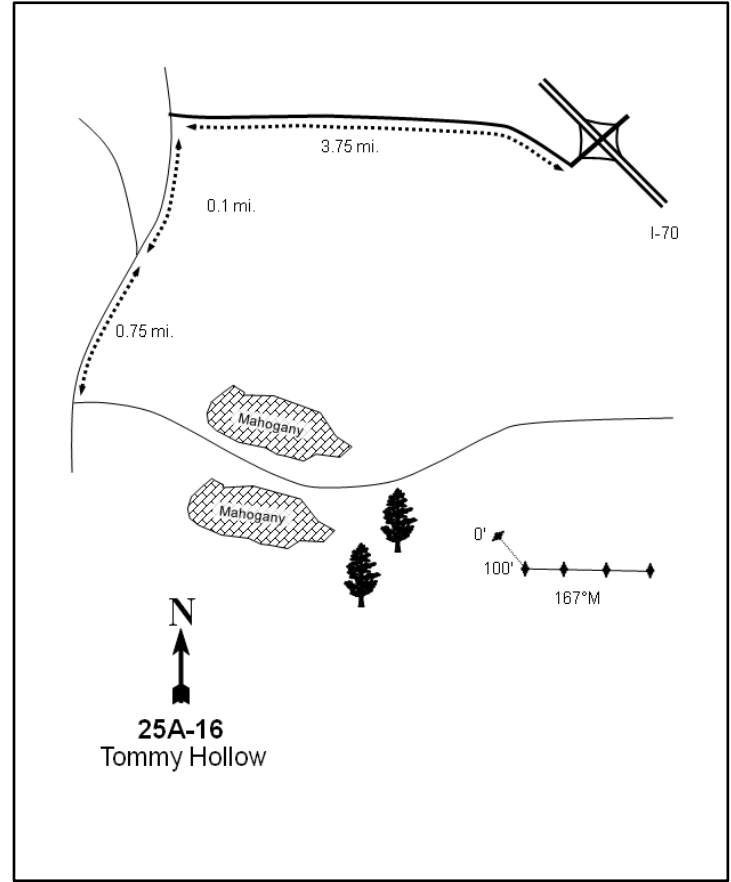 3.75 mi.
0.1 mi.
I-70
0.75 mi.
Mahogany
Mahogany
0'
100'
167°M
N
25A-16
Tommy Hollow